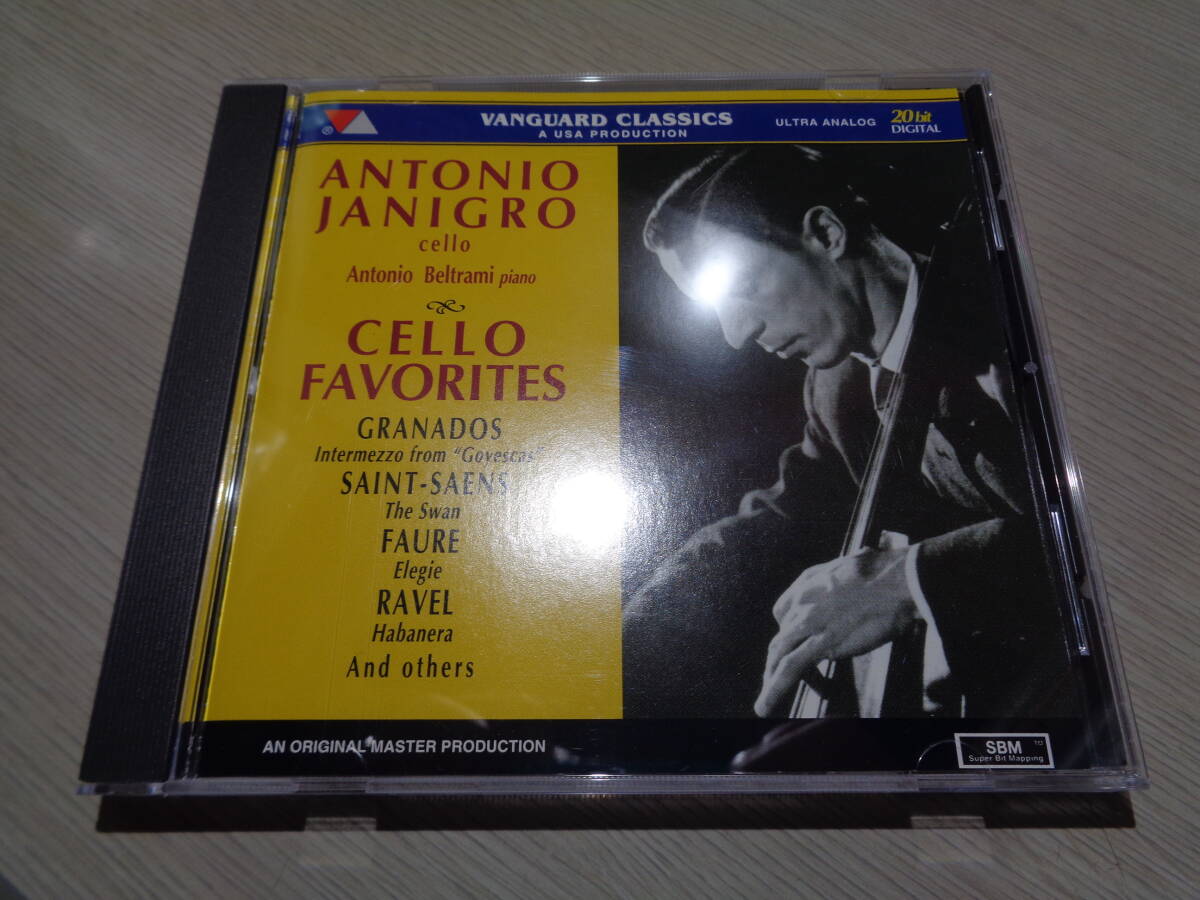 ®
VANGUARD CLASSICS
A USA PRODUCTION
ULTRA ANALOG
20 bit
DIGITAL
ANTONIO
JANIGRO
cello
Antonio Beltrami piano
CELLO
FAVORITES
GRANADOS
Intermezzo from "Goyescas"
SAINT-SAENS
The Swan
FAURE
Elegie
RAVEL
Habanera
And others
AN ORIGINAL MASTER PRODUCTION
SBM TM
Super Bit Mapping